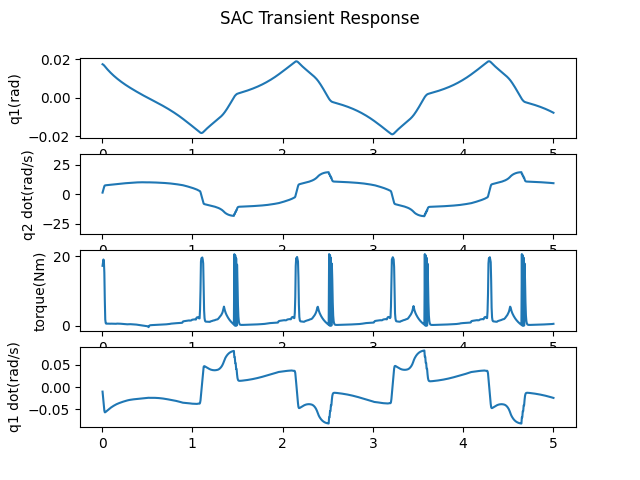 SAC Transient Response
0.02
0.00
−0.02
q1(rad)
0 1 2 3 4 5
25
0
−25
q2 dot(rad/s)
0 1 2 3 4 5
20
0
torque(Nm)
0 1 2 3 4 5
0.05
0.00
−0.05
q1 dot(rad/s)
0 1 2 3 4 5